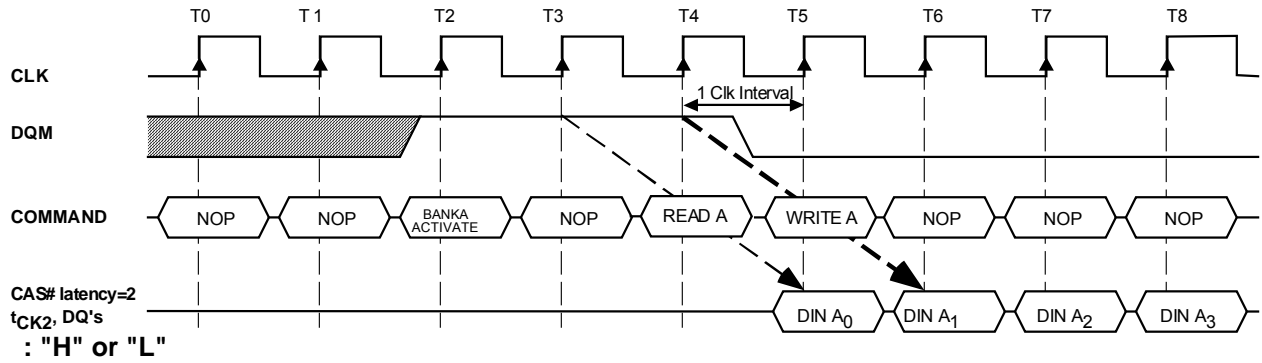 T0 T1 T2 T3 T4 T5 T6 T7 T8
CLK
1 Clk Interval
DQM
COMMAND NOP NOP BANKA ACTIVATE NOP READ A WRITE A NOP NOP NOP
CAS# latency=2
tCK2, DQ's DIN A0 DIN A1 DIN A2 DIN A3
: "H" or "L"